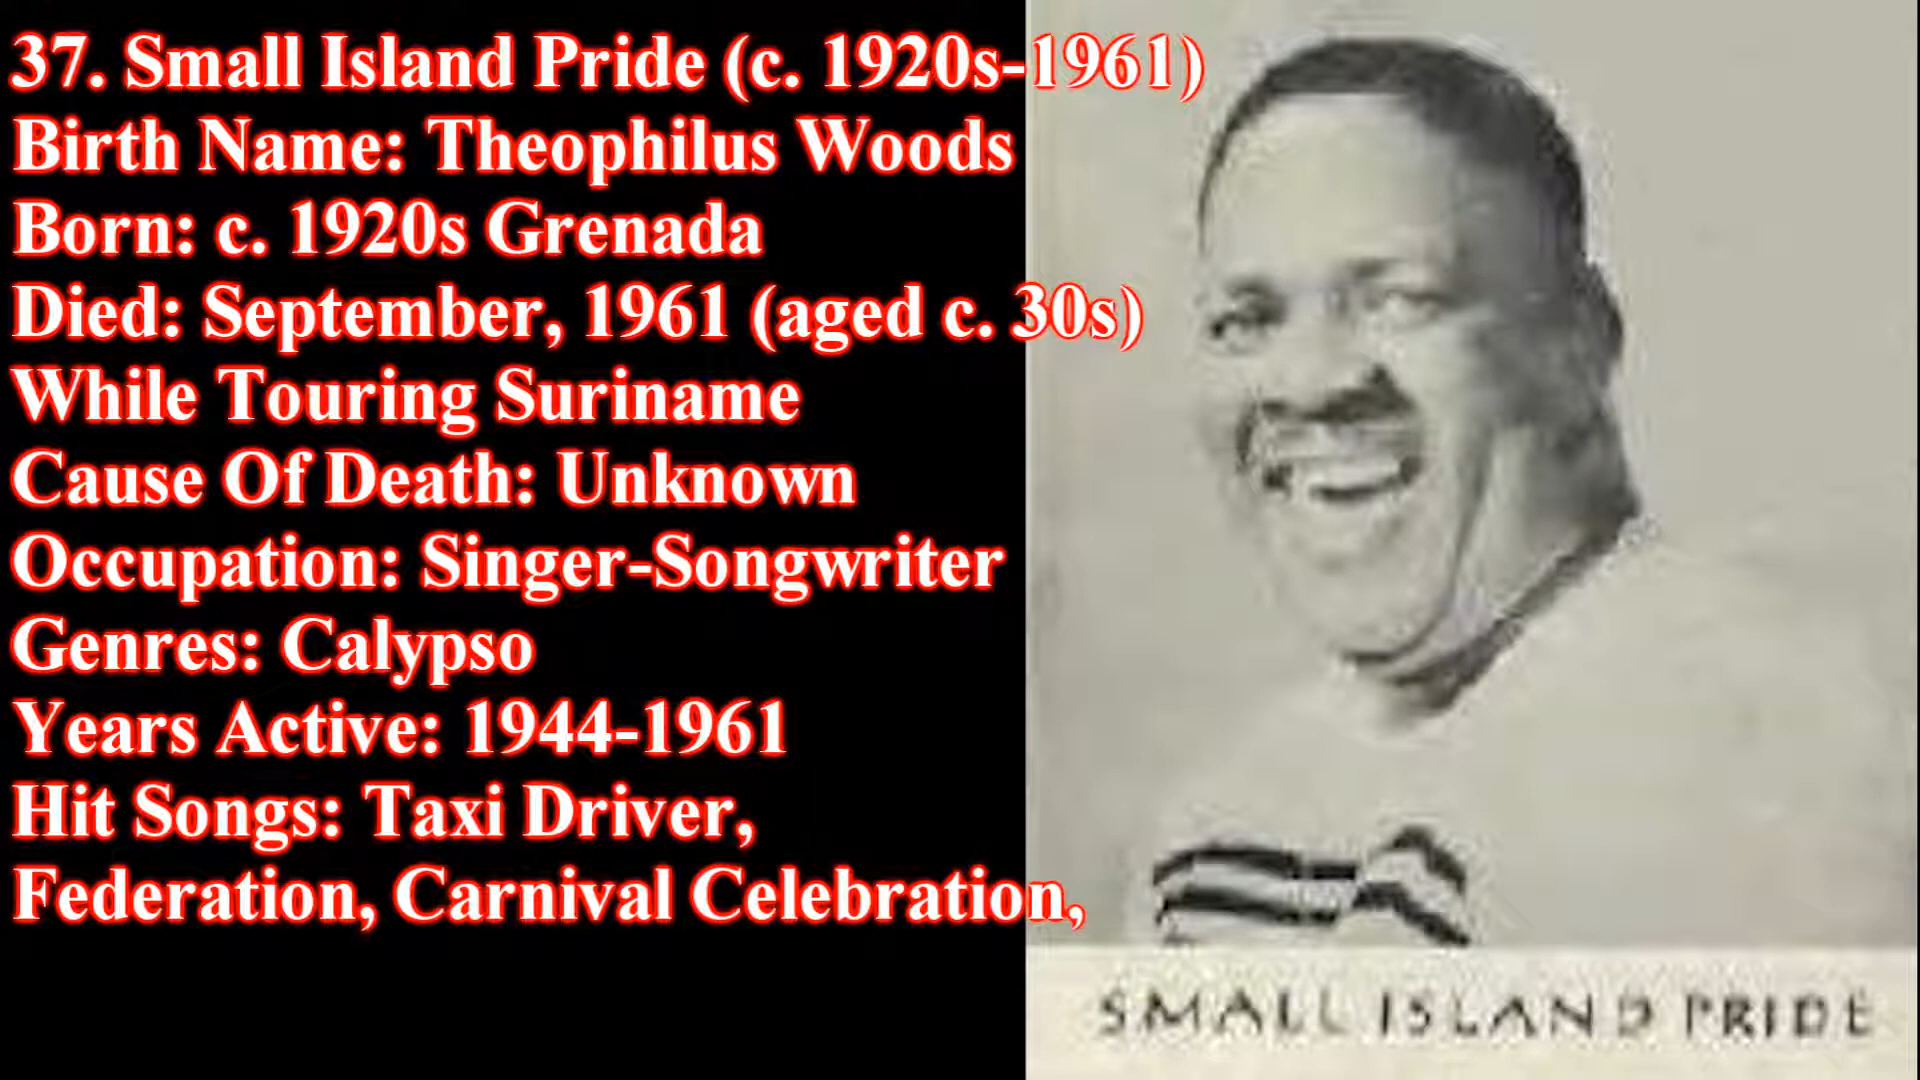 37. Small Island Pride (c. 1920s-1961)
Birth Name: Theophilus Woods
Born: c. 1920s Grenada
Died: September, 1961 (aged c. 30s)
While Touring Suriname
Cause Of Death: Unknown
Occupation: Singer-Songwriter
Genres: Calypso
Years Active: 1944-1961
Hit Songs: Taxi Driver,
Federation, Carnival Celebration,
SMALL ISLAND PRIDE